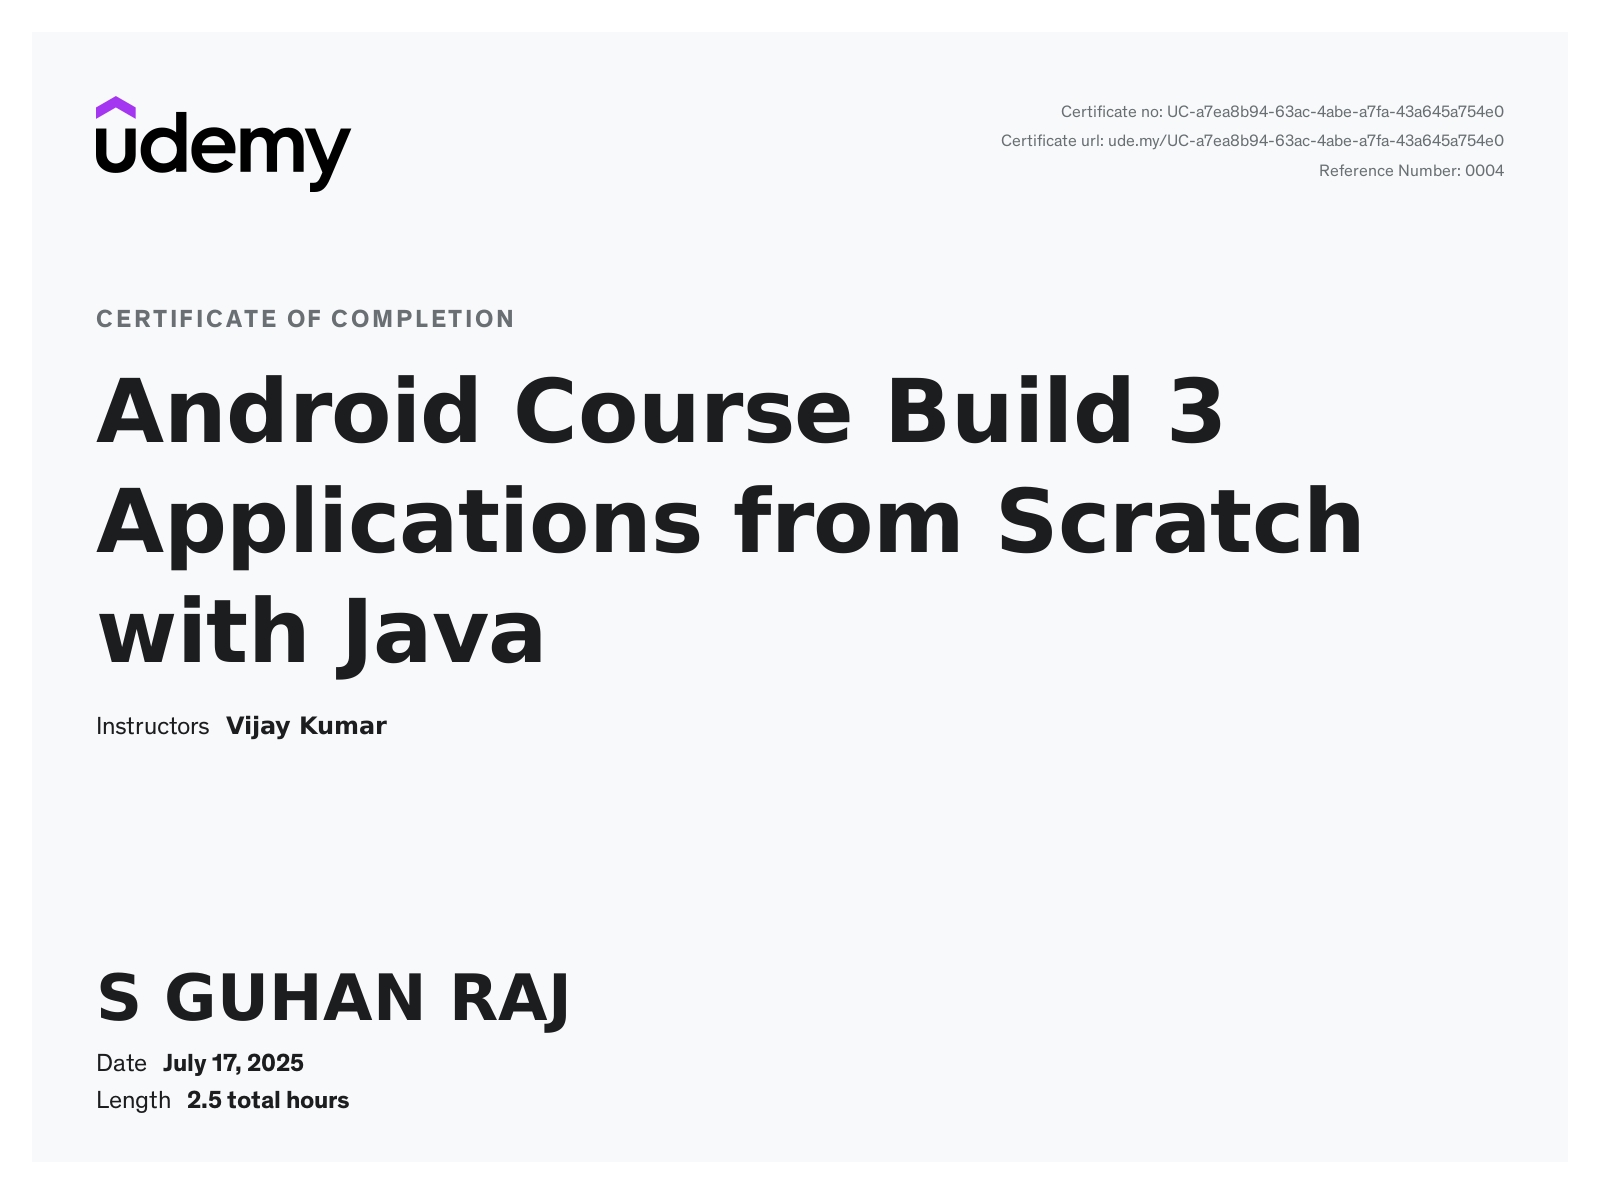 udemy
Certificate no: UC-a7ea8b94-63ac-4abe-a7fa-43a645a754e0
Certificate url: ude.my/UC-a7ea8b94-63ac-4abe-a7fa-43a645a754e0
Reference Number: 0004
CERTIFICATE OF COMPLETION
Android Course Build 3
Applications from Scratch
with Java
Instructors Vijay Kumar
S GUHAN RAJ
Date July 17, 2025
Length 2.5 total hours